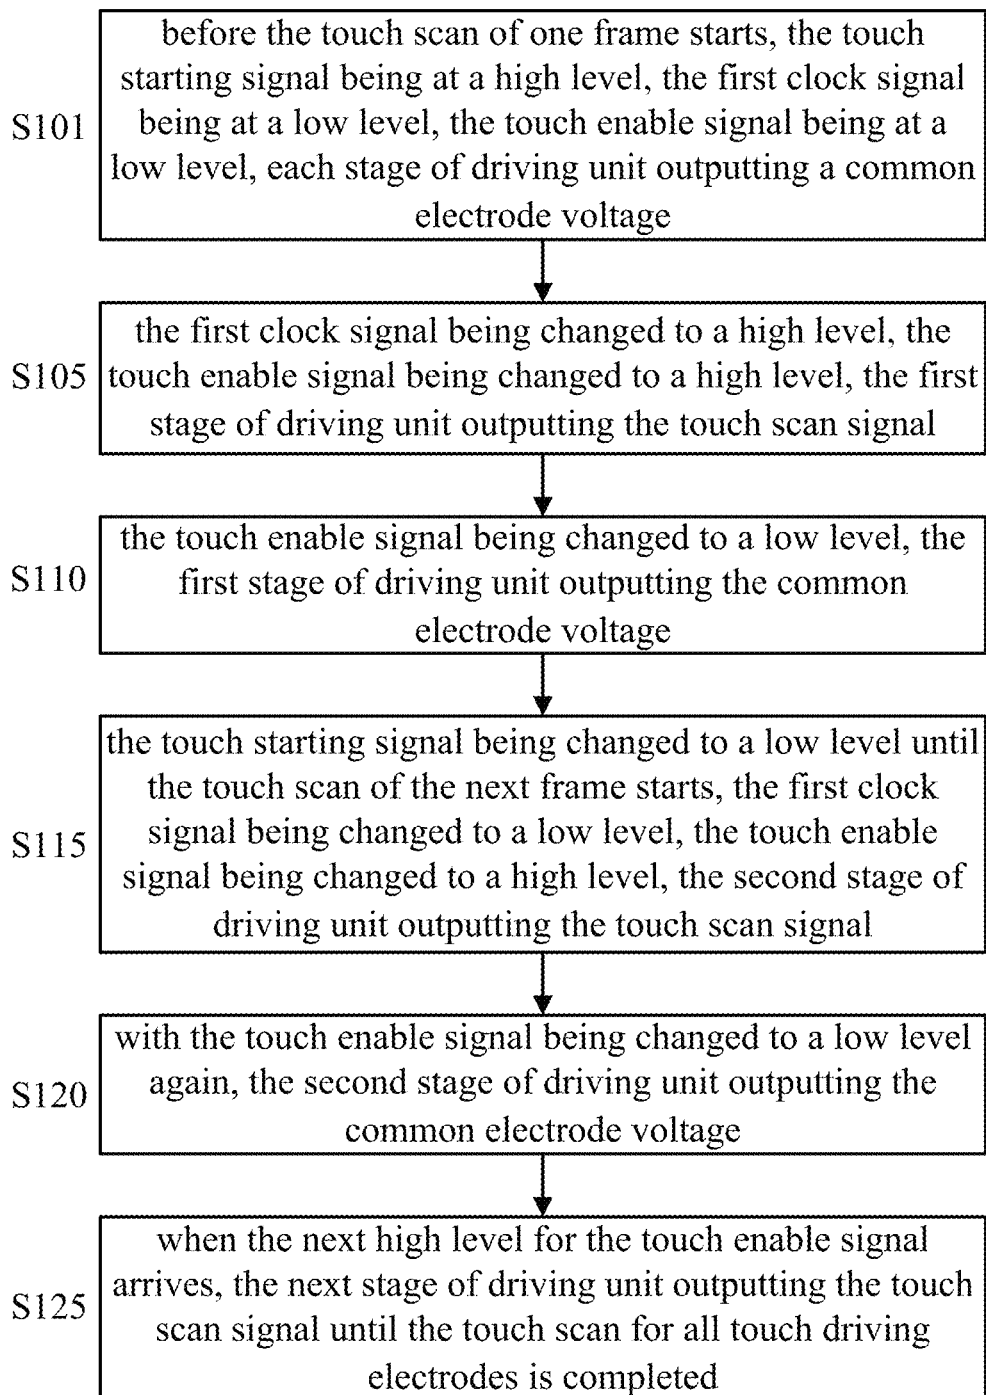 before the touch scan of one frame starts, the touch
starting signal being at a high level, the first clock signal
S101
being at a low level, the touch enable signal being at a
low level, each stage of driving unit outputting a common
electrode voltage
the first clock signal being changed to a high level, the
S105
touch enable signal being changed to a high level, the first
stage of driving unit outputting the touch scan signal
the touch enable signal being changed to a low level, the
S110
first stage of driving unit outputting the common
electrode voltage
the touch starting signal being changed to a low level until
the touch scan of the next frame starts, the first clock
S115
signal being changed to a low level, the touch enable
signal being changed to a high level, the second stage of
driving unit outputting the touch scan signal
with the touch enable signal being changed to a low level
S120
again, the second stage of driving unit outputting the
common electrode voltage
when the next high level for the touch enable signal
arrives, the next stage of driving unit outputting the touch
S125
scan signal until the touch scan for all touch driving
electrodes is completed